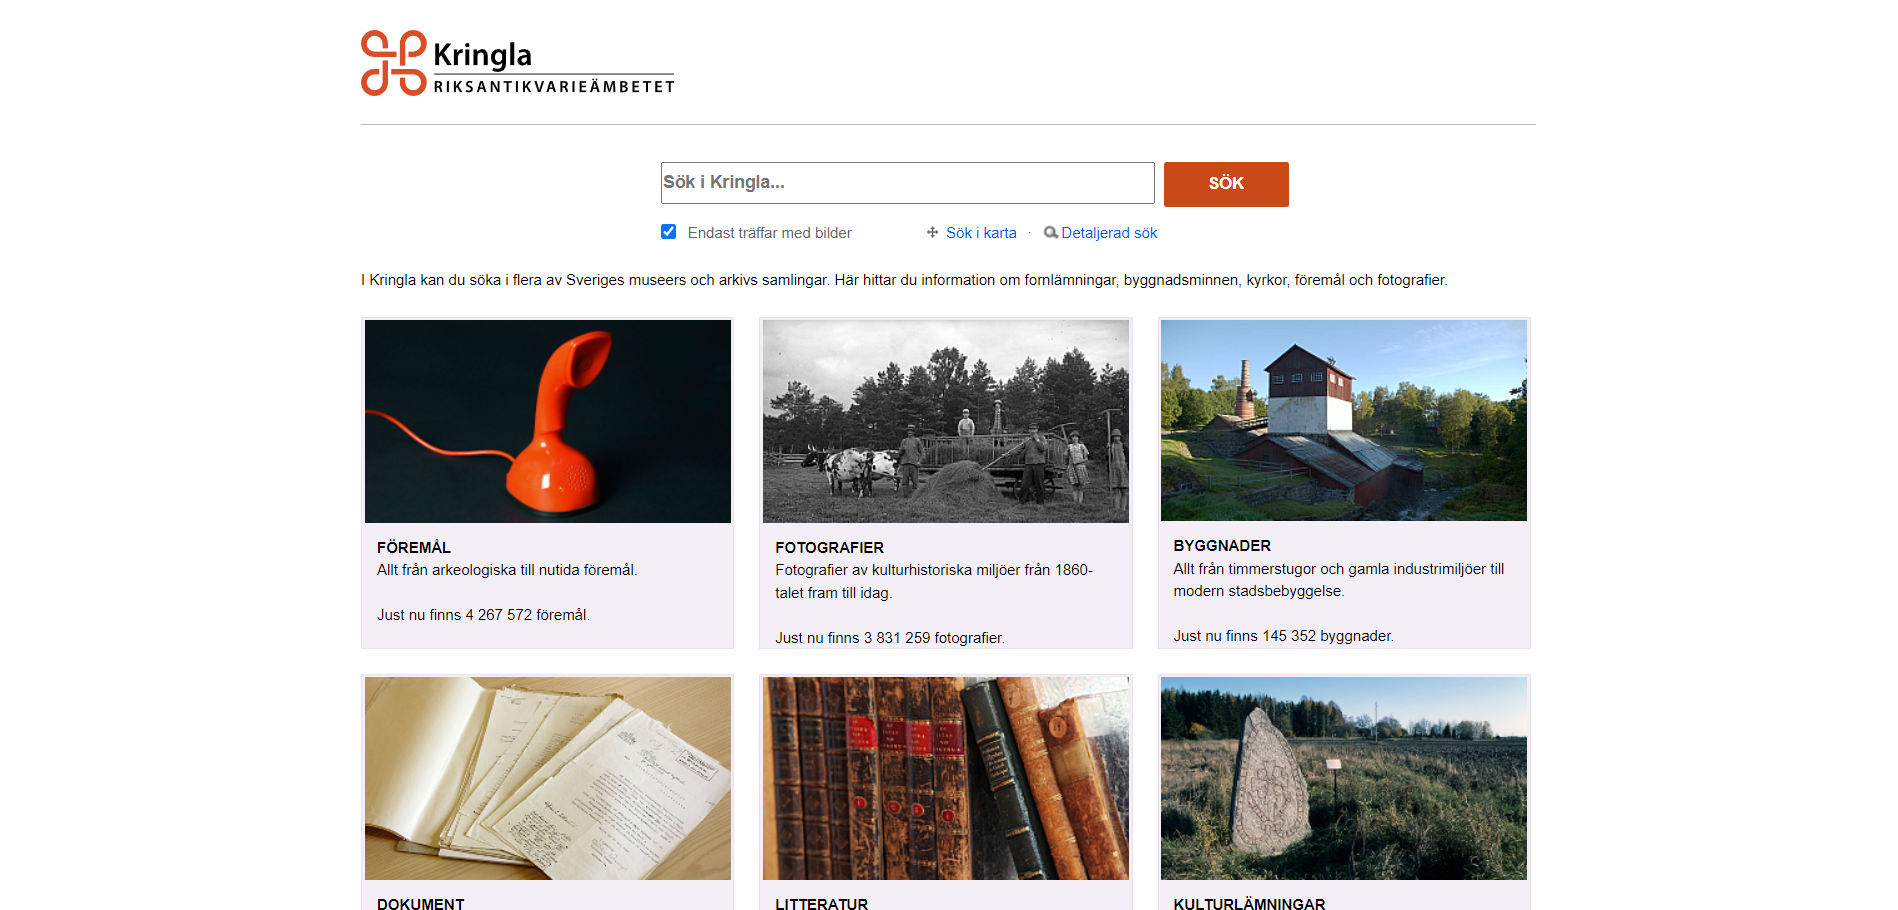 Kringla
RIKSANTIKVARIEÄMBETET
Sök i Kringla...
SÖK
Endast träffar med bilder
Sök i karta · Detaljerad sök
I Kringla kan du söka i flera av Sveriges museers och arkivs samlingar. Här hittar du information om fornlämningar, byggnadsminnen, kyrkor, föremål och fotografier.
FÖREMÅL
Allt från arkeologiska till nutida föremål.
Just nu finns 4 267 572 föremål.
FOTOGRAFIER
Fotografier av kulturhistoriska miljöer från 1860-
talet fram till idag.
Just nu finns 3 831 259 fotografier.
BYGGNADER
Allt från timmerstugor och gamla industrimiljöer till
modern stadsbebyggelse.
Just nu finns 145 352 byggnader.
DOKUMENT
LITTERATUR
KULTURLÄMNINGAR